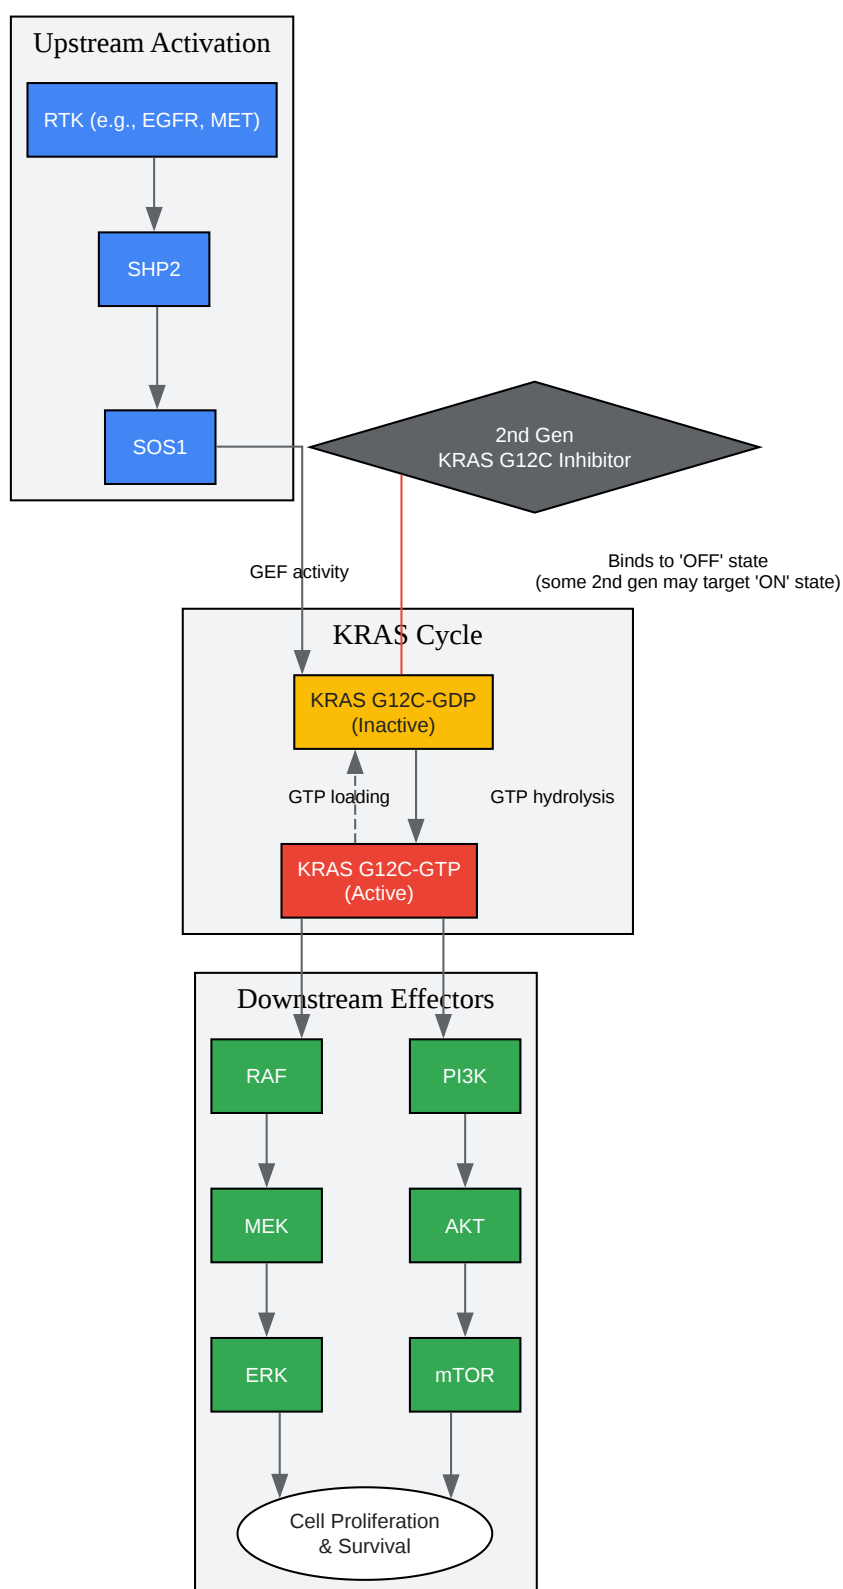 Upstream Activation
RTK (e.g., EGFR, MET)
SHP2
SOS1
2nd Gen
KRAS G12C Inhibitor
GEF activity
Binds to 'OFF' state
(some 2nd gen may target 'ON' state)
KRAS Cycle
KRAS G12C-GDP
(Inactive)
GTP loading
GTP hydrolysis
KRAS G12C-GTP
(Active)
Downstream Effectors
RAF
PI3K
MEK
AKT
ERK
mTOR
Cell Proliferation
& Survival